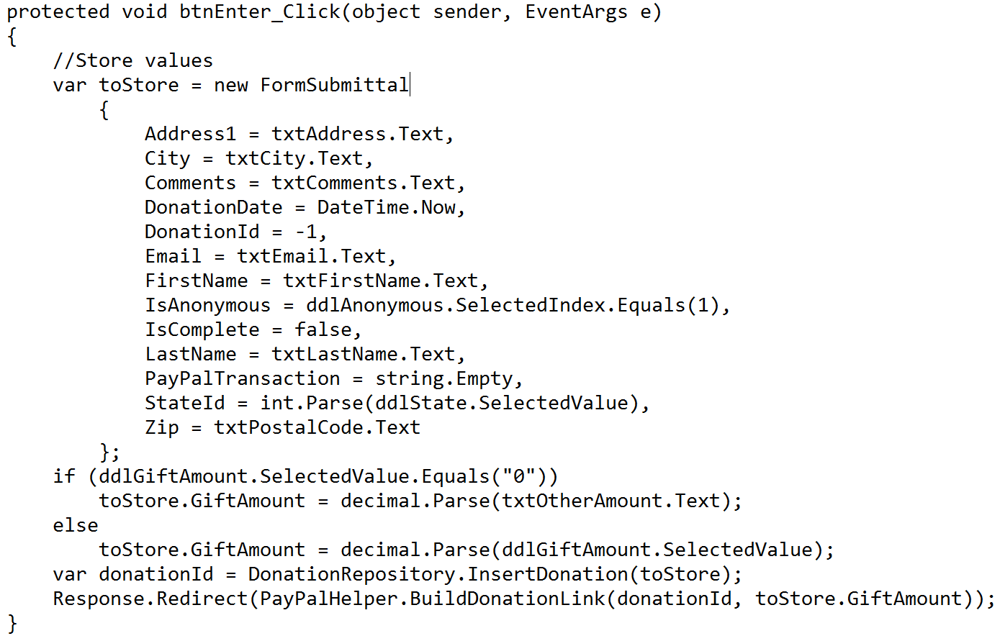 protected void btnEnter_Click(object sender, EventArgs e)
{
    //Store values
    var toStore = new FormSubmittal
        {
            Address1 = txtAddress.Text,
            City = txtCity.Text,
            Comments = txtComments.Text,
            DonationDate = DateTime.Now,
            DonationId = -1,
            Email = txtEmail.Text,
            FirstName = txtFirstName.Text,
            IsAnonymous = ddlAnonymous.SelectedIndex.Equals(1),
            IsComplete = false,
            LastName = txtLastName.Text,
            PayPalTransaction = string.Empty,
            StateId = int.Parse(ddlState.SelectedValue),
            Zip = txtPostalCode.Text
        };
    if (ddlGiftAmount.SelectedValue.Equals("0"))
        toStore.GiftAmount = decimal.Parse(txtOtherAmount.Text);
    else
        toStore.GiftAmount = decimal.Parse(ddlGiftAmount.SelectedValue);
    var donationId = DonationRepository.InsertDonation(toStore);
    Response.Redirect(PayPalHelper.BuildDonationLink(donationId, toStore.GiftAmount));
}